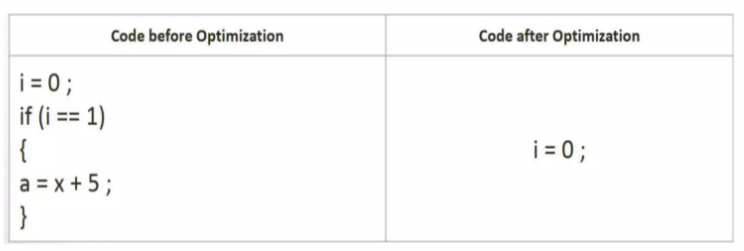 Code before Optimization
Code after Optimization
i = 0 ;
if (i == 1)
{
a = x + 5 ;
}
i = 0 ;